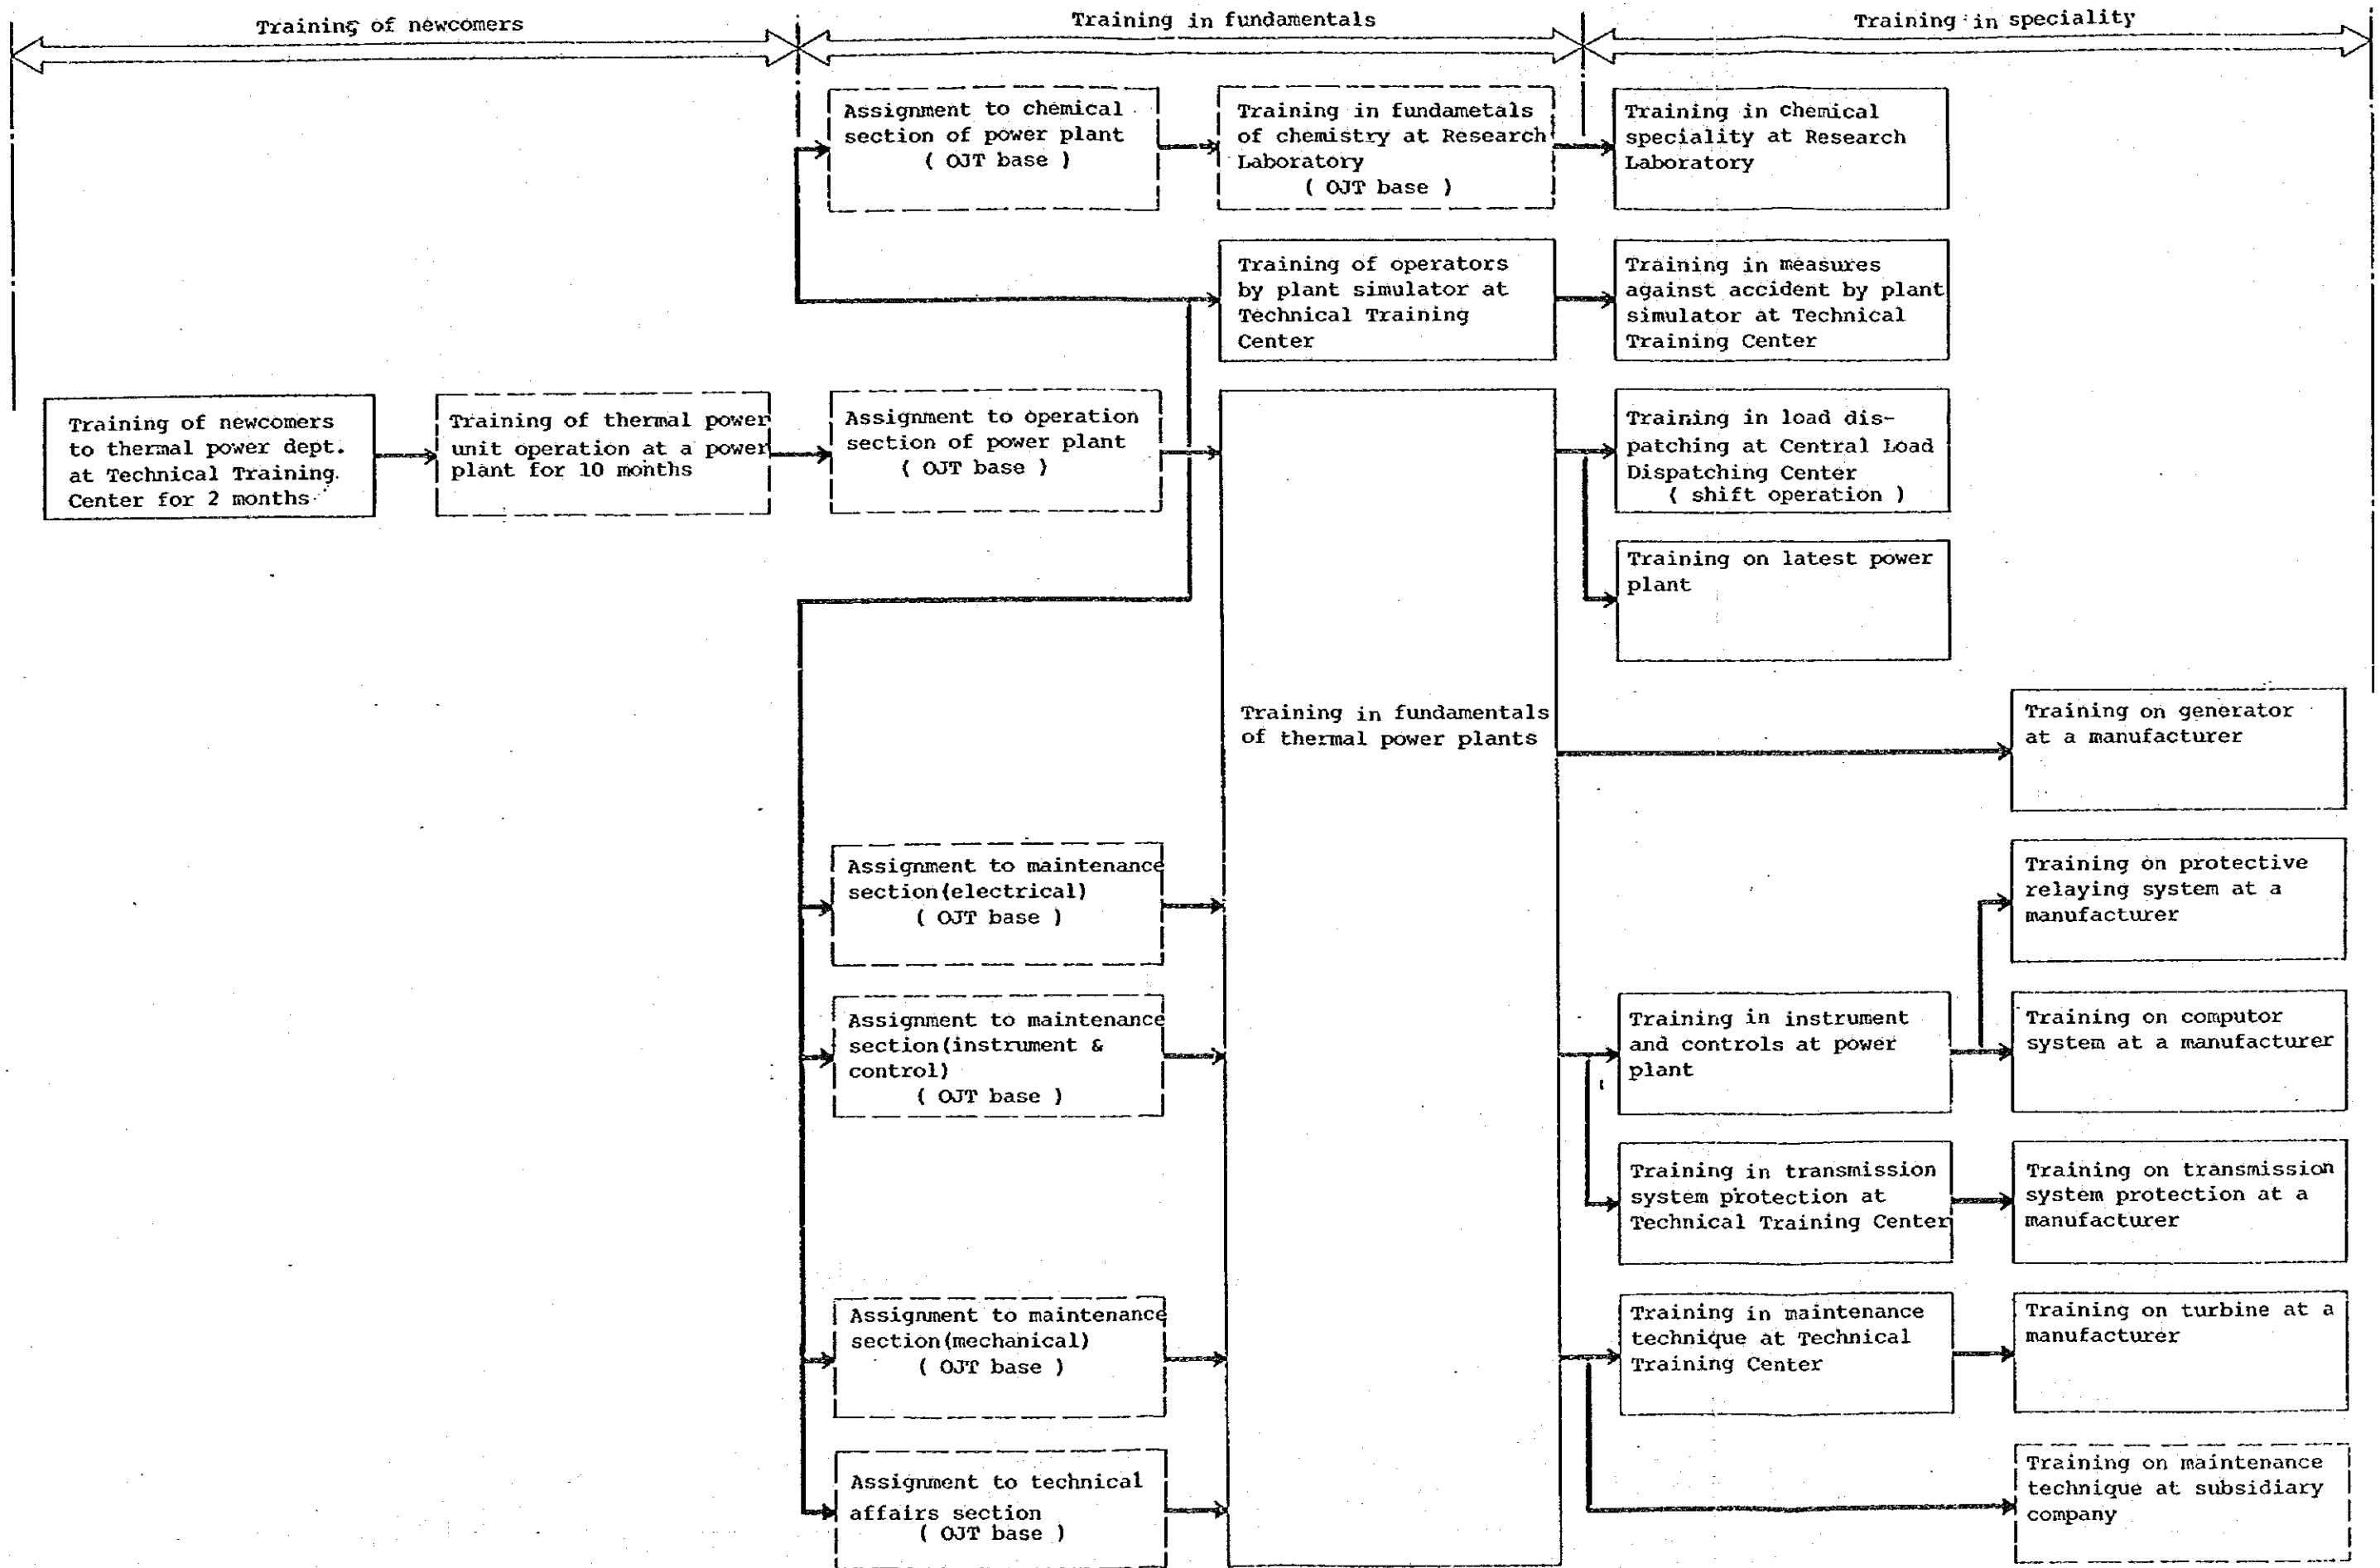 Training of newcomers
Training in fundamentals
Training in speciality
Assignment to chemical
section of power plant
( OJT base )
Training in fundametals
of chemistry at Research
Laboratory
( OJT base )
Training in chemical
speciality at Research
Laboratory
Training of operators
by plant simulator at
Technical Training
Center
Training in measures
against accident by plant
simulator at Technical
Training Center
Training of newcomers
to thermal power dept.
at Technical Training
Center for 2 months
Training of thermal power
unit operation at a power
plant for 10 months
Assignment to operation
section of power plant
( OJT base )
Training in load dis-
patching at Central Load
Dispatching Center
( shift operation )
Training on latest power
plant
Training in fundamentals
of thermal power plants
Training on generator
at a manufacturer
Assignment to maintenance
section(electrical)
( OJT base )
Training on protective
relaying system at a
manufacturer
Assignment to maintenance
section(instrument &
control)
( OJT base )
Training in instrument
and controls at power
plant
Training on computor
system at a manufacturer
Training in transmission
system protection at
Technical Training Center
Training on transmission
system protection at a
manufacturer
Assignment to maintenance
section(mechanical)
( OJT base )
Training in maintenance
technique at Technical
Training Center
Training on turbine at a
manufacturer
Assignment to technical
affairs section
( OJT base )
Training on maintenance
technique at subsidiary
company